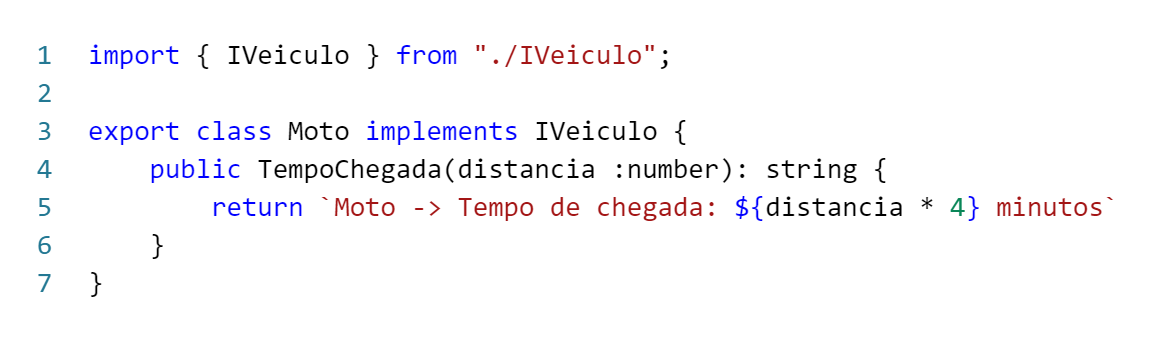 1 import { IVeiculo } from "./IVeiculo";
2
3 export class Moto implements IVeiculo {
4     public TempoChegada(distancia :number): string {
5         return `Moto -> Tempo de chegada: ${distancia * 4} minutos`
6     }
7 }